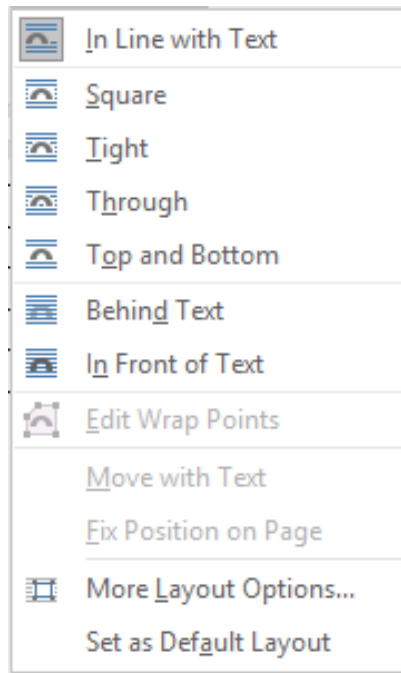 In Line with Text
Square
Tight
Through
Top and Bottom
Behind Text
In Front of Text
Edit Wrap Points
Move with Text
Fix Position on Page
More Layout Options...
Set as Default Layout